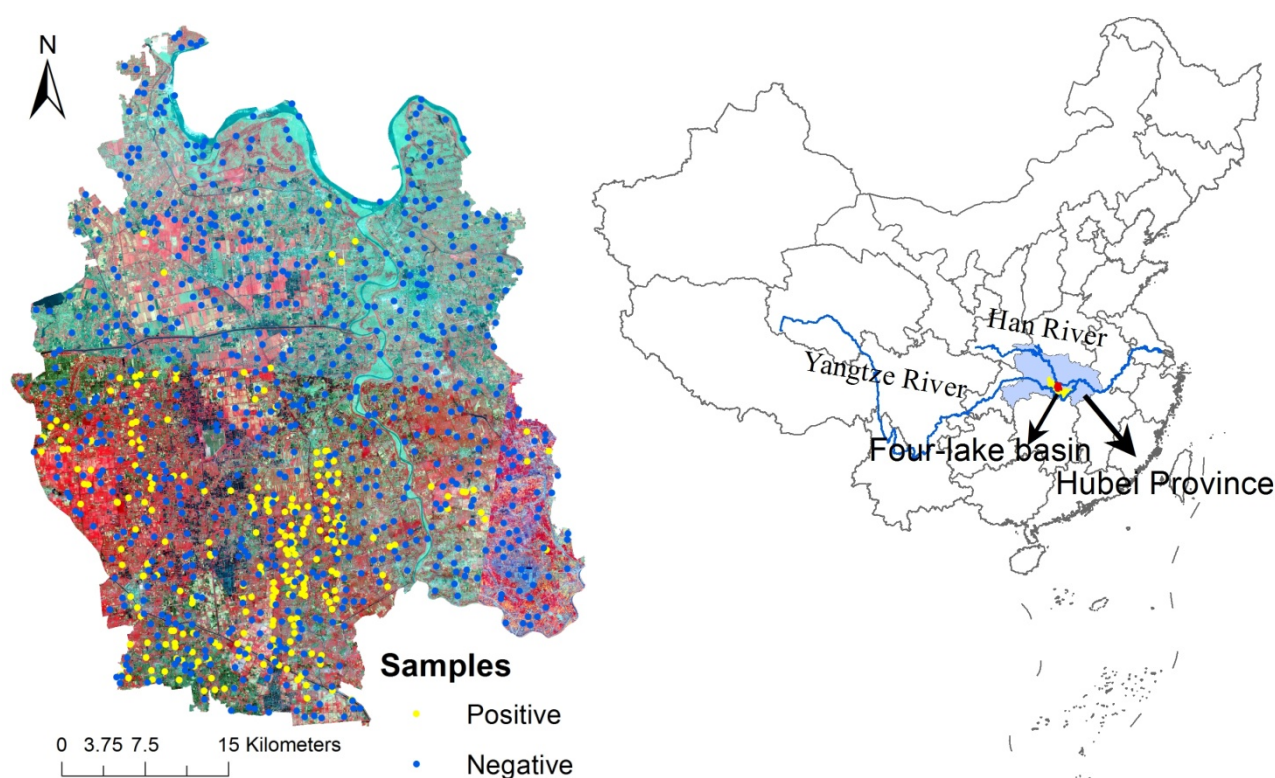 N
Han River
Yangtze River
Four-lake basin
Hubei Province
Samples
Positive
Negative
0 3.75 7.5 15 Kilometers